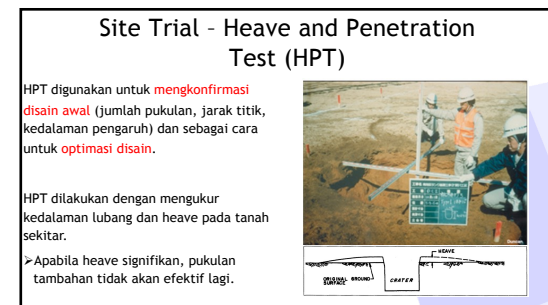 Site Trial – Heave and Penetration
Test (HPT)
HPT digunakan untuk mengkonfirmasi
disain awal (jumlah pukulan, jarak titik,
kedalaman pengaruh) dan sebagai cara
untuk optimasi disain.
HPT dilakukan dengan mengukur
kedalaman lubang dan heave pada tanah
sekitar.
➢Apabila heave signifikan, pukulan
tambahan tidak akan efektif lagi.
HEAVE
ORIGINAL GROUND
SURFACE
CRATER